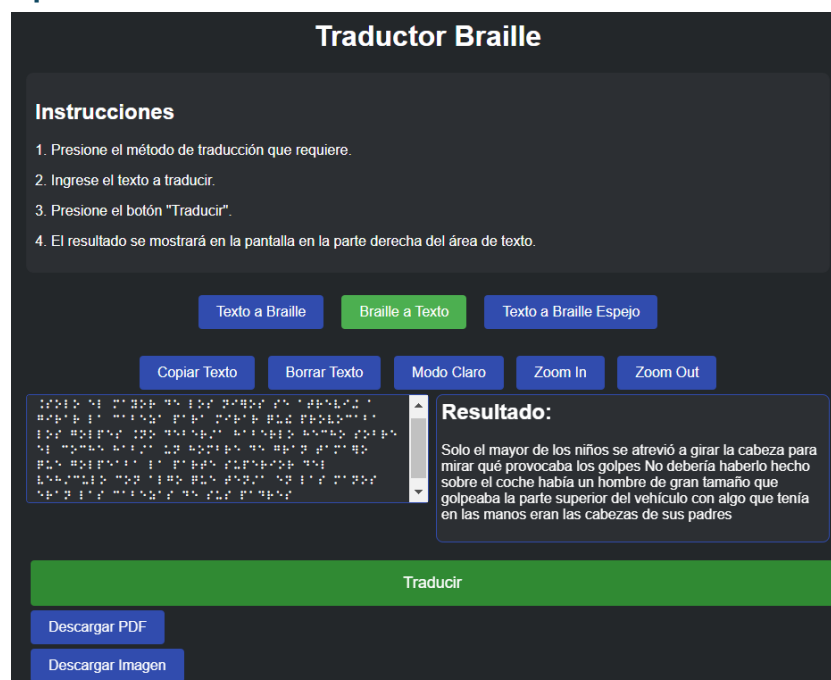 Traductor Braille
Instrucciones
1. Presione el método de traducción que requiere.
2. Ingrese el texto a traducir.
3. Presione el botón "Traducir".
4. El resultado se mostrará en la pantalla en la parte derecha del área de texto.
Texto a Braille Braille a Texto Texto a Braille Espejo
Copiar Texto Borrar Texto Modo Claro Zoom In Zoom Out
Resultado:
Solo el mayor de los niños se atrevió a girar la cabeza para
mirar qué provocaba los golpes No debería haberlo hecho
sobre el coche había un hombre de gran tamaño que
golpeaba la parte superior del vehículo con algo que tenía
en las manos eran las cabezas de sus padres
Traducir
Descargar PDF
Descargar Imagen